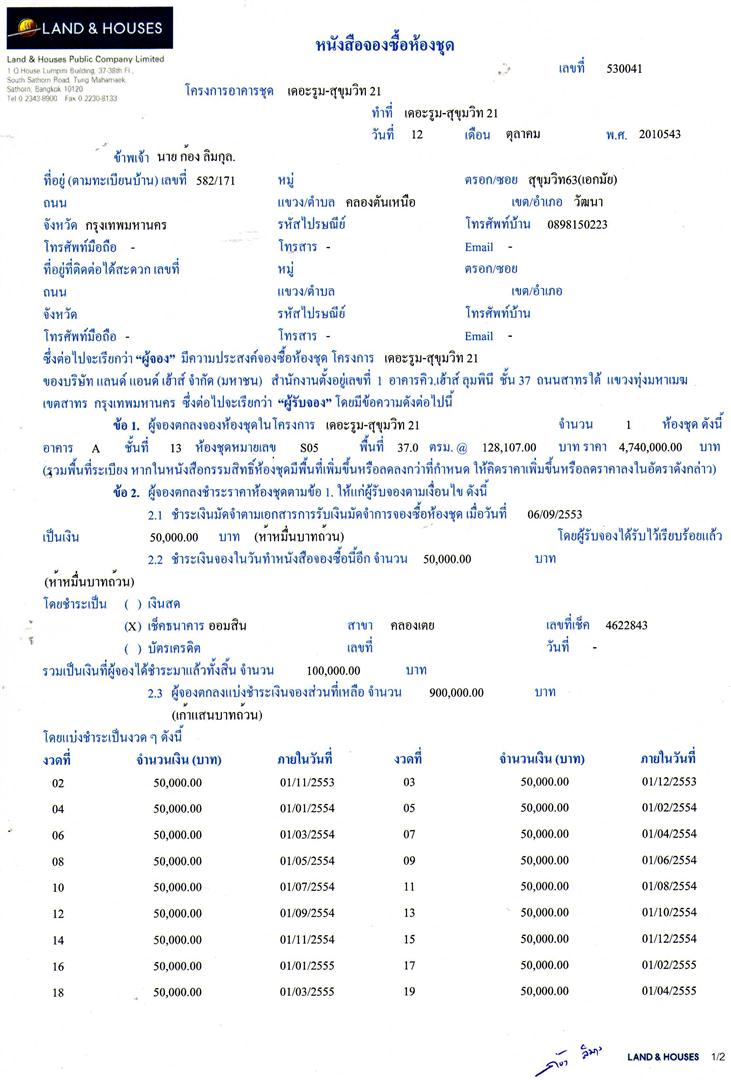 LAND & HOUSES
Land & Houses Public Company Limited
1 Q.House Lumpini Building, 37-38th Fl.,
South Sathorn Road, Tung Mahamaek,
Sathorn, Bangkok 10120
Tel 0 2343-8900 Fax 0 2230-8133
หนังสือจองซื้อห้องชุด
เลขที่ 530041
โครงการอาคารชุด เดอะรูม-สุขุมวิท 21
ทำที่ เดอะรูม-สุขุมวิท 21
วันที่ 12 เดือน ตุลาคม พ.ศ. 2010543
ข้าพเจ้า นาย ก้อง ลิมกุล.
ที่อยู่ (ตามทะเบียนบ้าน) เลขที่ 582/171 หมู่ ตรอก/ซอย สุขุมวิท63(เอกมัย)
ถนน แขวง/ตำบล คลองตันเหนือ เขต/อำเภอ วัฒนา
จังหวัด กรุงเทพมหานคร รหัสไปรษณีย์ โทรศัพท์บ้าน 0898150223
โทรศัพท์มือถือ - โทรสาร - Email -
ที่อยู่ที่ติดต่อได้สะดวก เลขที่ หมู่ ตรอก/ซอย
ถนน แขวง/ตำบล เขต/อำเภอ
จังหวัด รหัสไปรษณีย์ โทรศัพท์บ้าน
โทรศัพท์มือถือ - โทรสาร - Email -
ซึ่งต่อไปจะเรียกว่า “ผู้จอง” มีความประสงค์จองซื้อห้องชุด โครงการ เดอะรูม-สุขุมวิท 21
ของบริษัท แลนด์ แอนด์ เฮ้าส์ จำกัด (มหาชน) สำนักงานตั้งอยู่เลขที่ 1 อาคารคิว.เฮ้าส์ ลุมพินี ชั้น 37 ถนนสาทรใต้ แขวงทุ่งมหาเมฆ
เขตสาทร กรุงเทพมหานคร ซึ่งต่อไปจะเรียกว่า “ผู้รับจอง” โดยมีข้อความดังต่อไปนี้
ข้อ 1. ผู้จองตกลงจองห้องชุดในโครงการ เดอะรูม-สุขุมวิท 21 จำนวน 1 ห้องชุด ดังนี้
อาคาร A ชั้นที่ 13 ห้องชุดหมายเลข S05 พื้นที่ 37.0 ตรม. @ 128,107.00 บาท ราคา 4,740,000.00 บาท
(รวมพื้นที่ระเบียง หากในหนังสือกรรมสิทธิ์ห้องชุดมีพื้นที่เพิ่มขึ้นหรือลดลงกว่าที่กำหนด ให้คิดราคาเพิ่มขึ้นหรือลดราคาลงในอัตราดังกล่าว)
ข้อ 2. ผู้จองตกลงชำระราคาห้องชุดตามข้อ 1. ให้แก่ผู้รับจองตามเงื่อนไข ดังนี้
2.1 ชำระเงินมัดจำตามเอกสารการรับเงินมัดจำการจองซื้อห้องชุด เมื่อวันที่ 06/09/2553
เป็นเงิน 50,000.00 บาท (ห้าหมื่นบาทถ้วน) โดยผู้รับจองได้รับไว้เรียบร้อยแล้ว
2.2 ชำระเงินจองในวันทำหนังสือจองซื้อนี้อีก จำนวน 50,000.00 บาท
(ห้าหมื่นบาทถ้วน)
โดยชำระเป็น ( ) เงินสด
(X) เช็คธนาคาร ออมสิน สาขา คลองเตย เลขที่เช็ค 4622843
( ) บัตรเครดิต เลขที่ วันที่ -
รวมเป็นเงินที่ผู้จองได้ชำระมาแล้วทั้งสิ้น จำนวน 100,000.00 บาท
2.3 ผู้จองตกลงแบ่งชำระเงินจองส่วนที่เหลือ จำนวน 900,000.00 บาท
(เก้าแสนบาทถ้วน)
โดยแบ่งชำระเป็นงวด ๆ ดังนี้
งวดที่ จำนวนเงิน (บาท) ภายในวันที่ งวดที่ จำนวนเงิน (บาท) ภายในวันที่
02 50,000.00 01/11/2553 03 50,000.00 01/12/2553
04 50,000.00 01/01/2554 05 50,000.00 01/02/2554
06 50,000.00 01/03/2554 07 50,000.00 01/04/2554
08 50,000.00 01/05/2554 09 50,000.00 01/06/2554
10 50,000.00 01/07/2554 11 50,000.00 01/08/2554
12 50,000.00 01/09/2554 13 50,000.00 01/10/2554
14 50,000.00 01/11/2554 15 50,000.00 01/12/2554
16 50,000.00 01/01/2555 17 50,000.00 01/02/2555
18 50,000.00 01/03/2555 19 50,000.00 01/04/2555
LAND & HOUSES 1/2